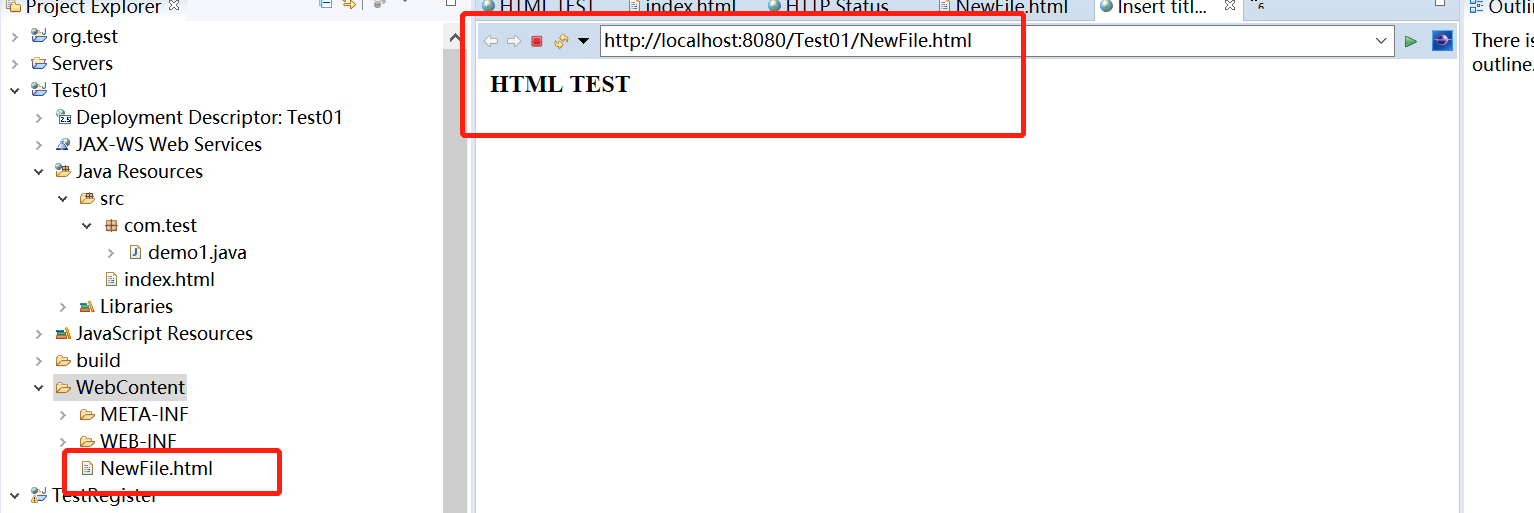 Project Explorer
org.test
Servers
Test01
Deployment Descriptor: Test01
2.5
JAX-WS Web Services
Java Resources
src
com.test
demo1.java
index.html
Libraries
JavaScript Resources
build
WebContent
META-INF
WEB-INF
NewFile.html
TestRegister
HTML TEST
index.html
HTTP Status
NewFile.html
Insert titl...
http://localhost:8080/Test01/NewFile.html
HTML TEST
Outli
There is
outline.